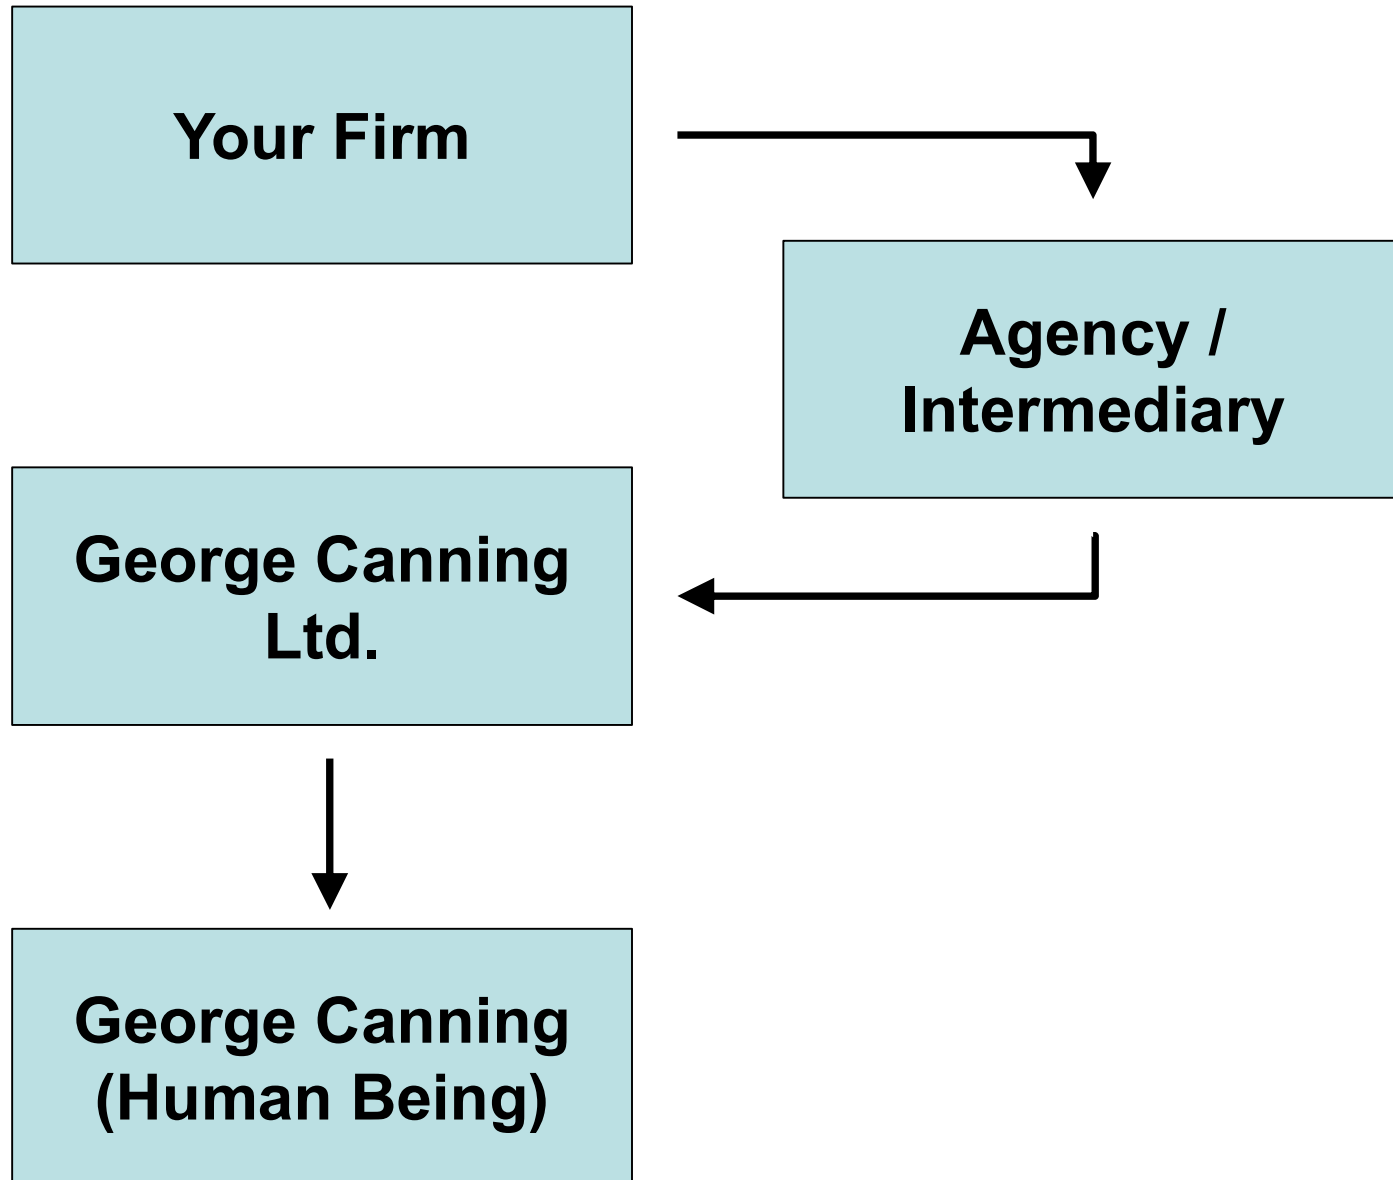 Your Firm
Agency /
Intermediary
George Canning
Ltd.
George Canning
(Human Being)